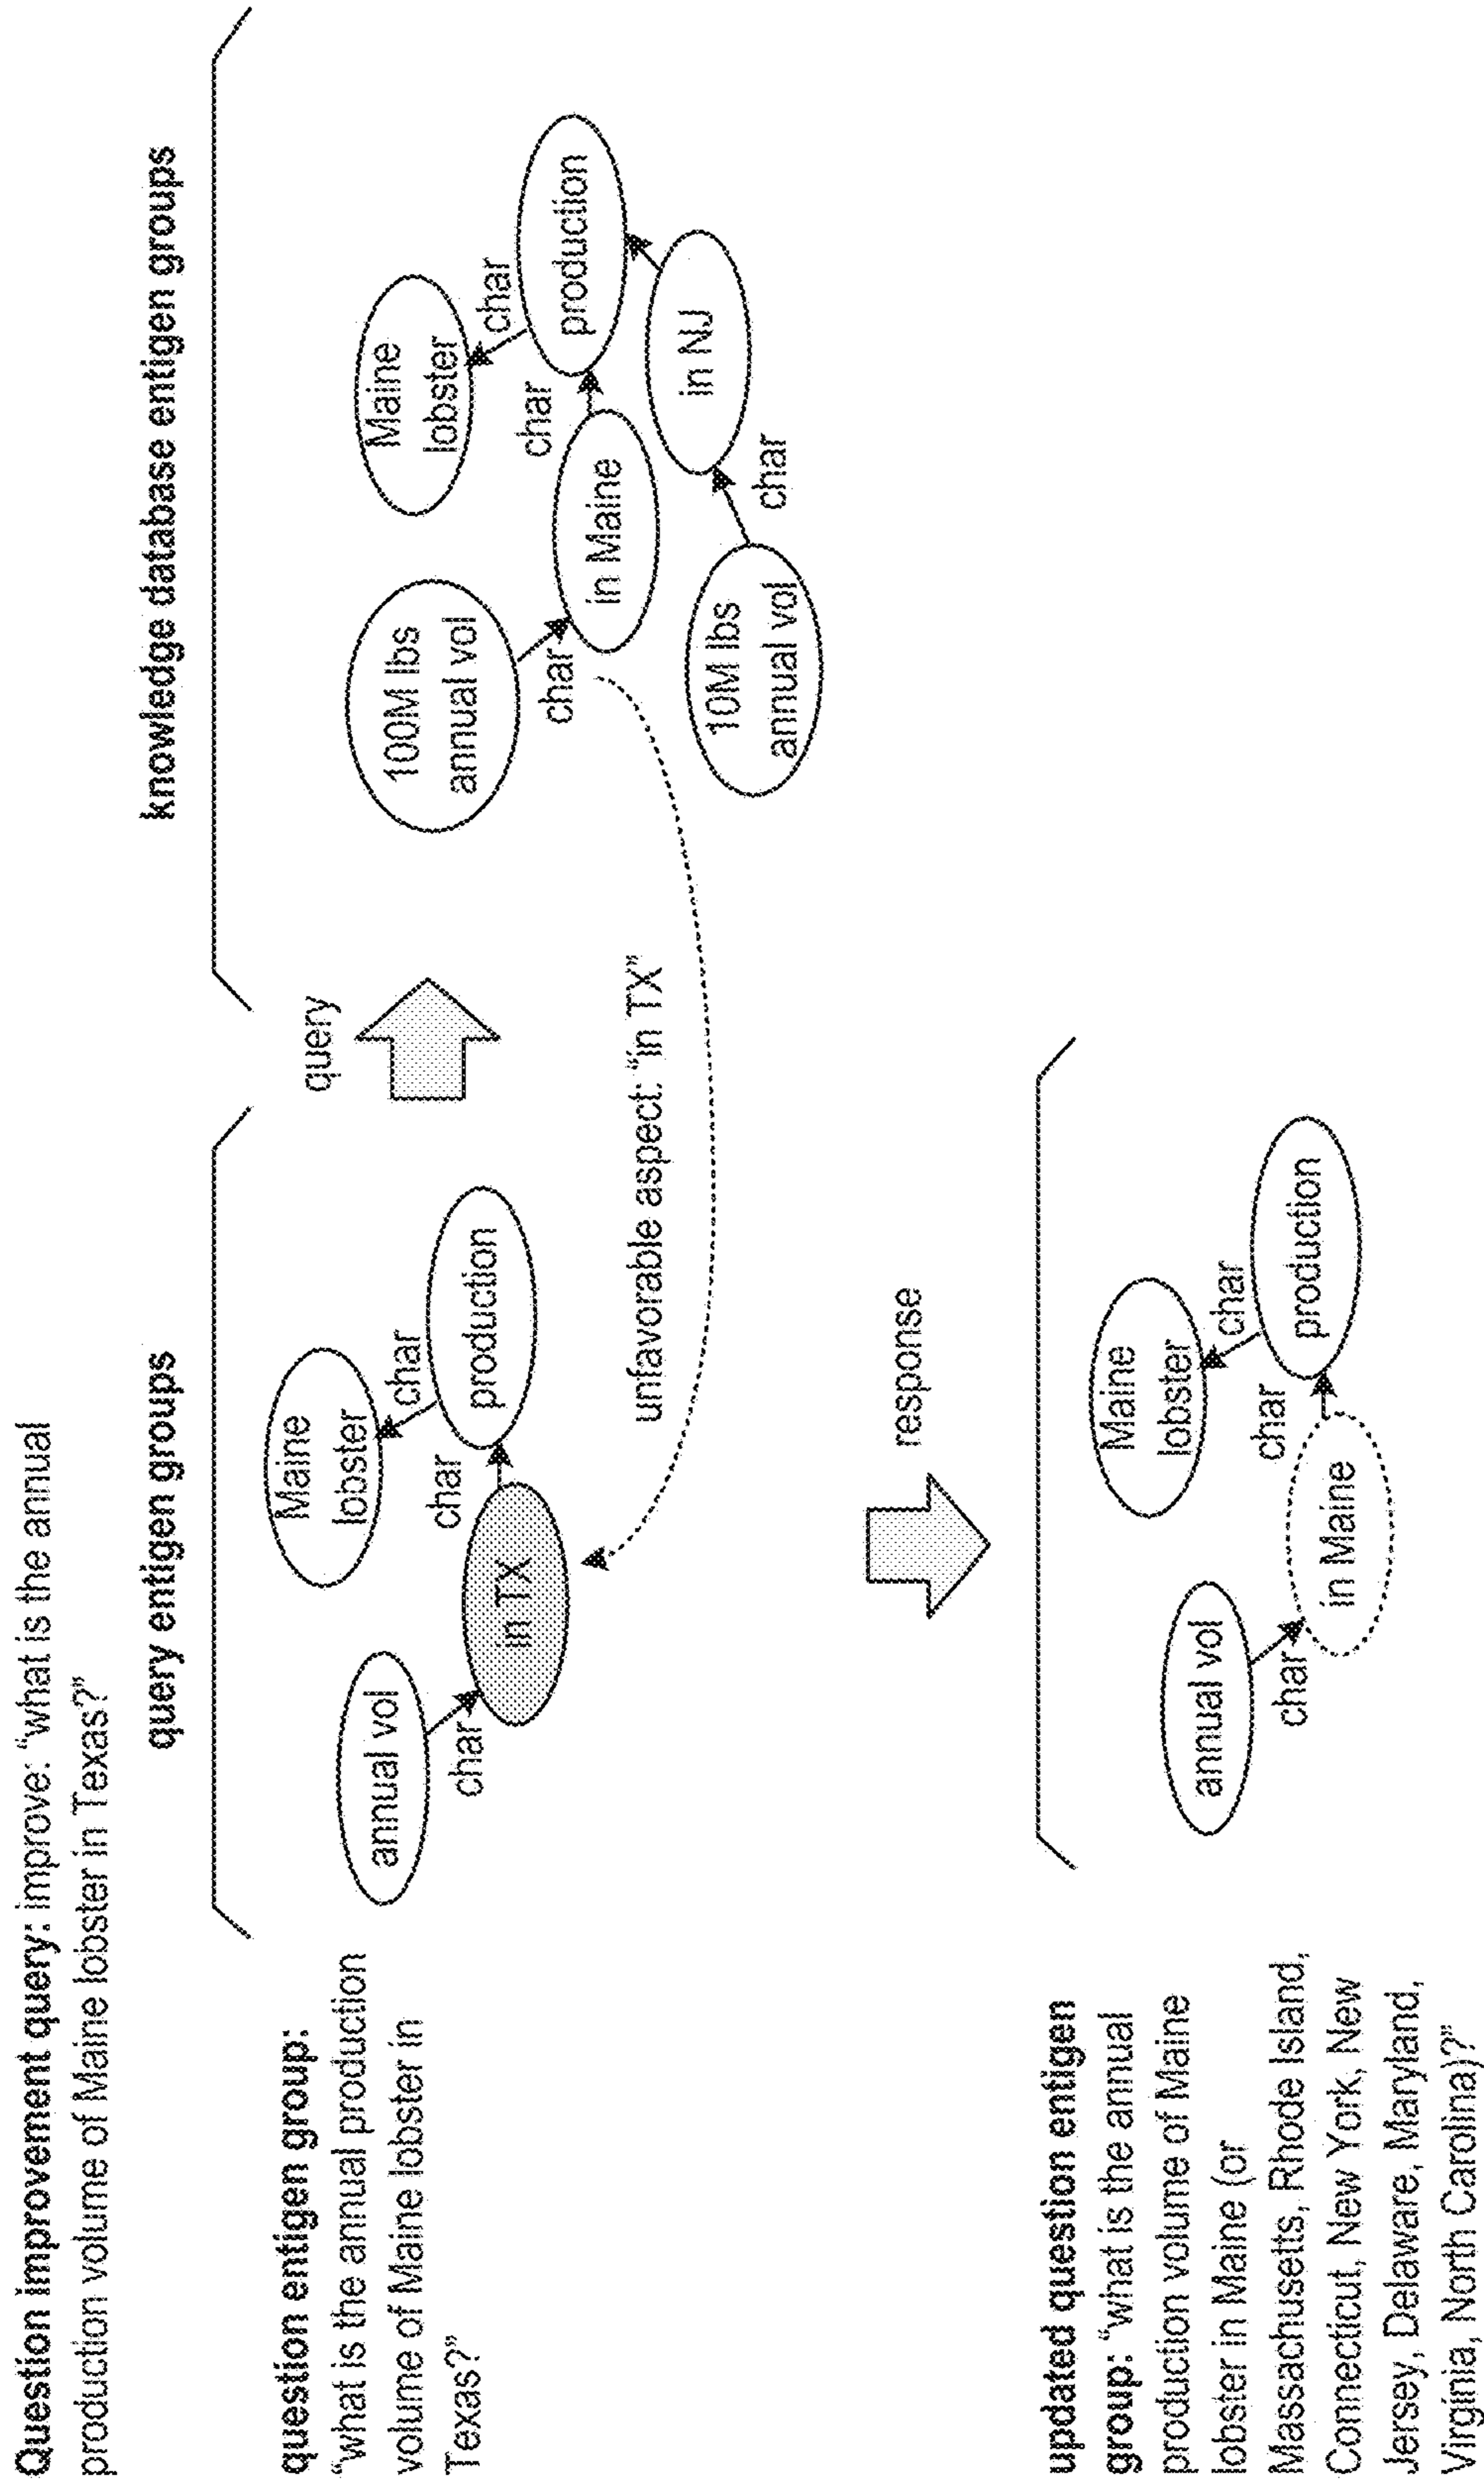 Question improvement query: improve: "what is the annual
production volume of Maine lobster in Texas?"
query entigen groups
knowledge database entigen groups
question entigen group:
"what is the annual production
volume of Maine lobster in
Texas?"
annual vol
char
in TX
char
Maine
lobster
char
production
query
100M lbs
annual vol
char
in Maine
char
Maine
lobster
char
production
10M lbs
annual vol
char
in NJ
unfavorable aspect: "in TX"
response
updated question entigen
group: "what is the annual
production volume of Maine
lobster in Maine (or
Massachusetts, Rhode Island,
Connecticut, New York, New
Jersey, Delaware, Maryland,
Virginia, North Carolina)?"
annual vol
char
in Maine
char
Maine
lobster
char
production